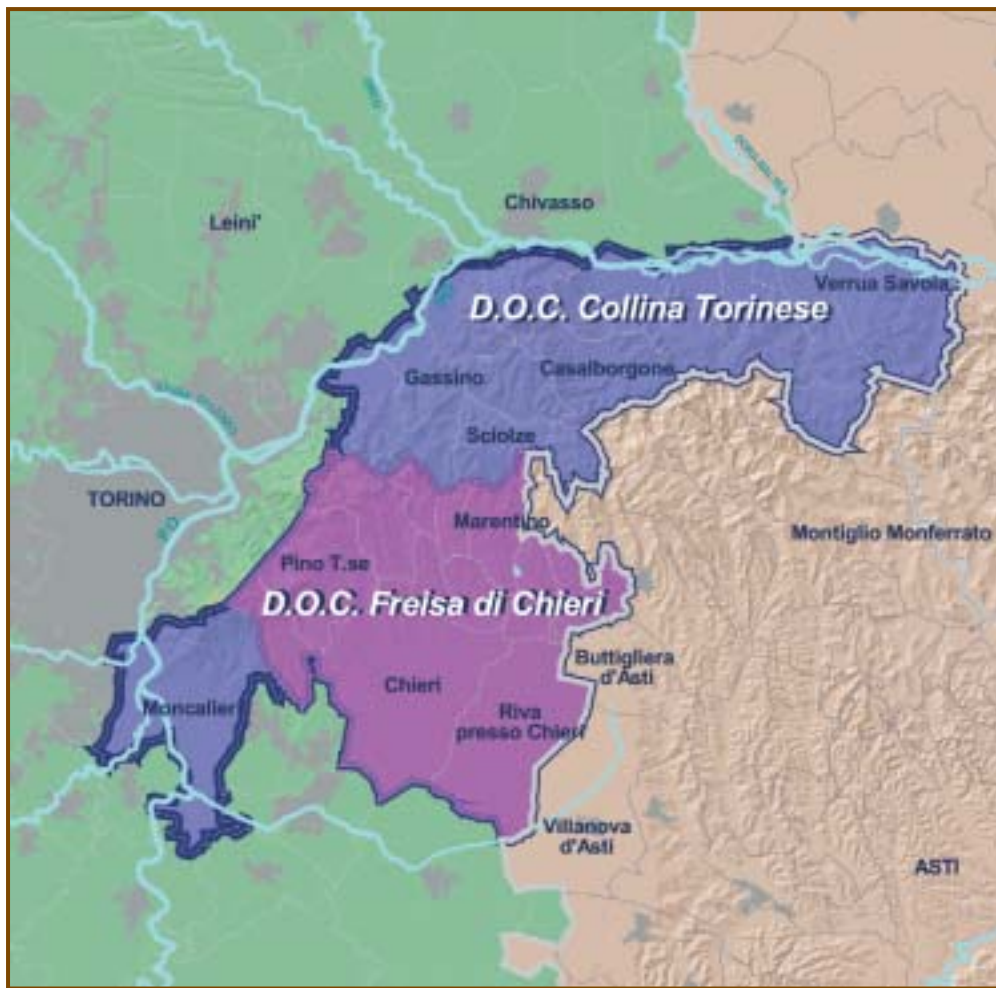 Chivasso
Leini'
Verrua Savoia
D.O.C. Collina Torinese
Gassino
Casalborgone
Sciolze
TORINO
PO
Marentino
Montiglio Monferrato
Pino T.se
D.O.C. Freisa di Chieri
Buttigliera
d'Asti
Chieri
Moncalieri
Riva
presso Chieri
Villanova
d'Asti
ASTI